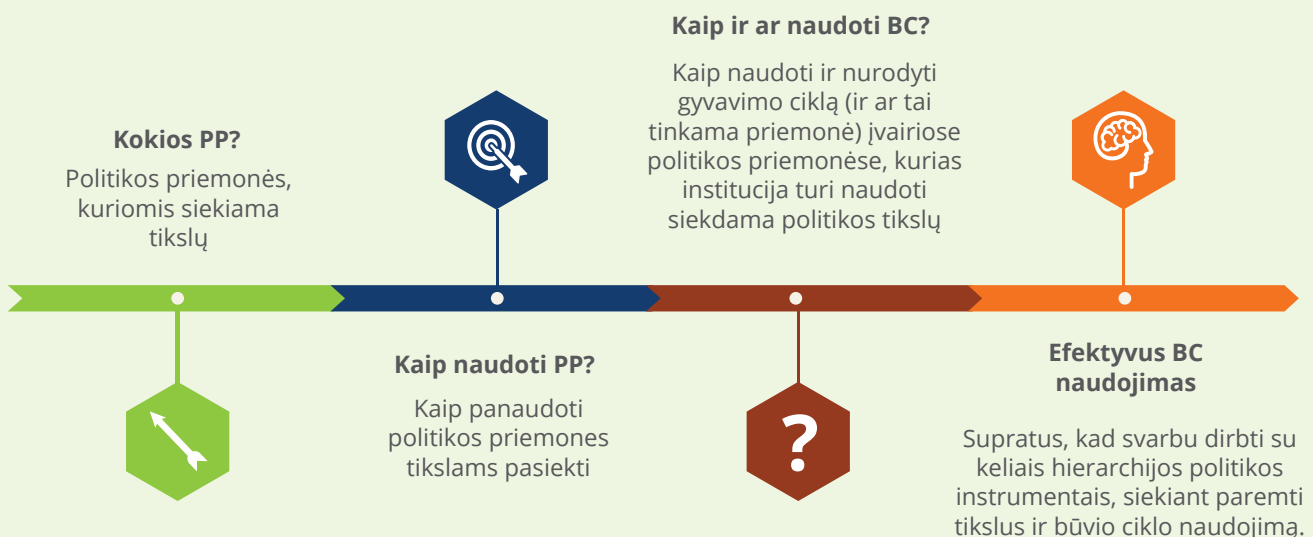 Kokios PP?
Politikos priemonės,
kuriomis siekiama
tikslų
Kaip naudoti PP?
Kaip panaudoti
politikos priemones
tikslams pasiekti
Kaip ir ar naudoti BC?
Kaip naudoti ir nurodyti
gyvavimo ciklą (ir ar tai
tinkama priemonė) įvairiose
politikos priemonėse, kurias
institucija turi naudoti
siekdama politikos tikslų
?
Efektyvus BC
naudojimas
Supratus, kad svarbu dirbti su
keliais hierarchijos politikos
instrumentais, siekiant paremti
tikslus ir būvio ciklo naudojimą.